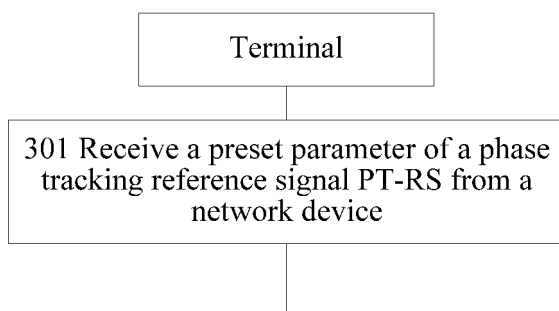 Terminal
301 Receive a preset parameter of a phase
tracking reference signal PT-RS from a
network device